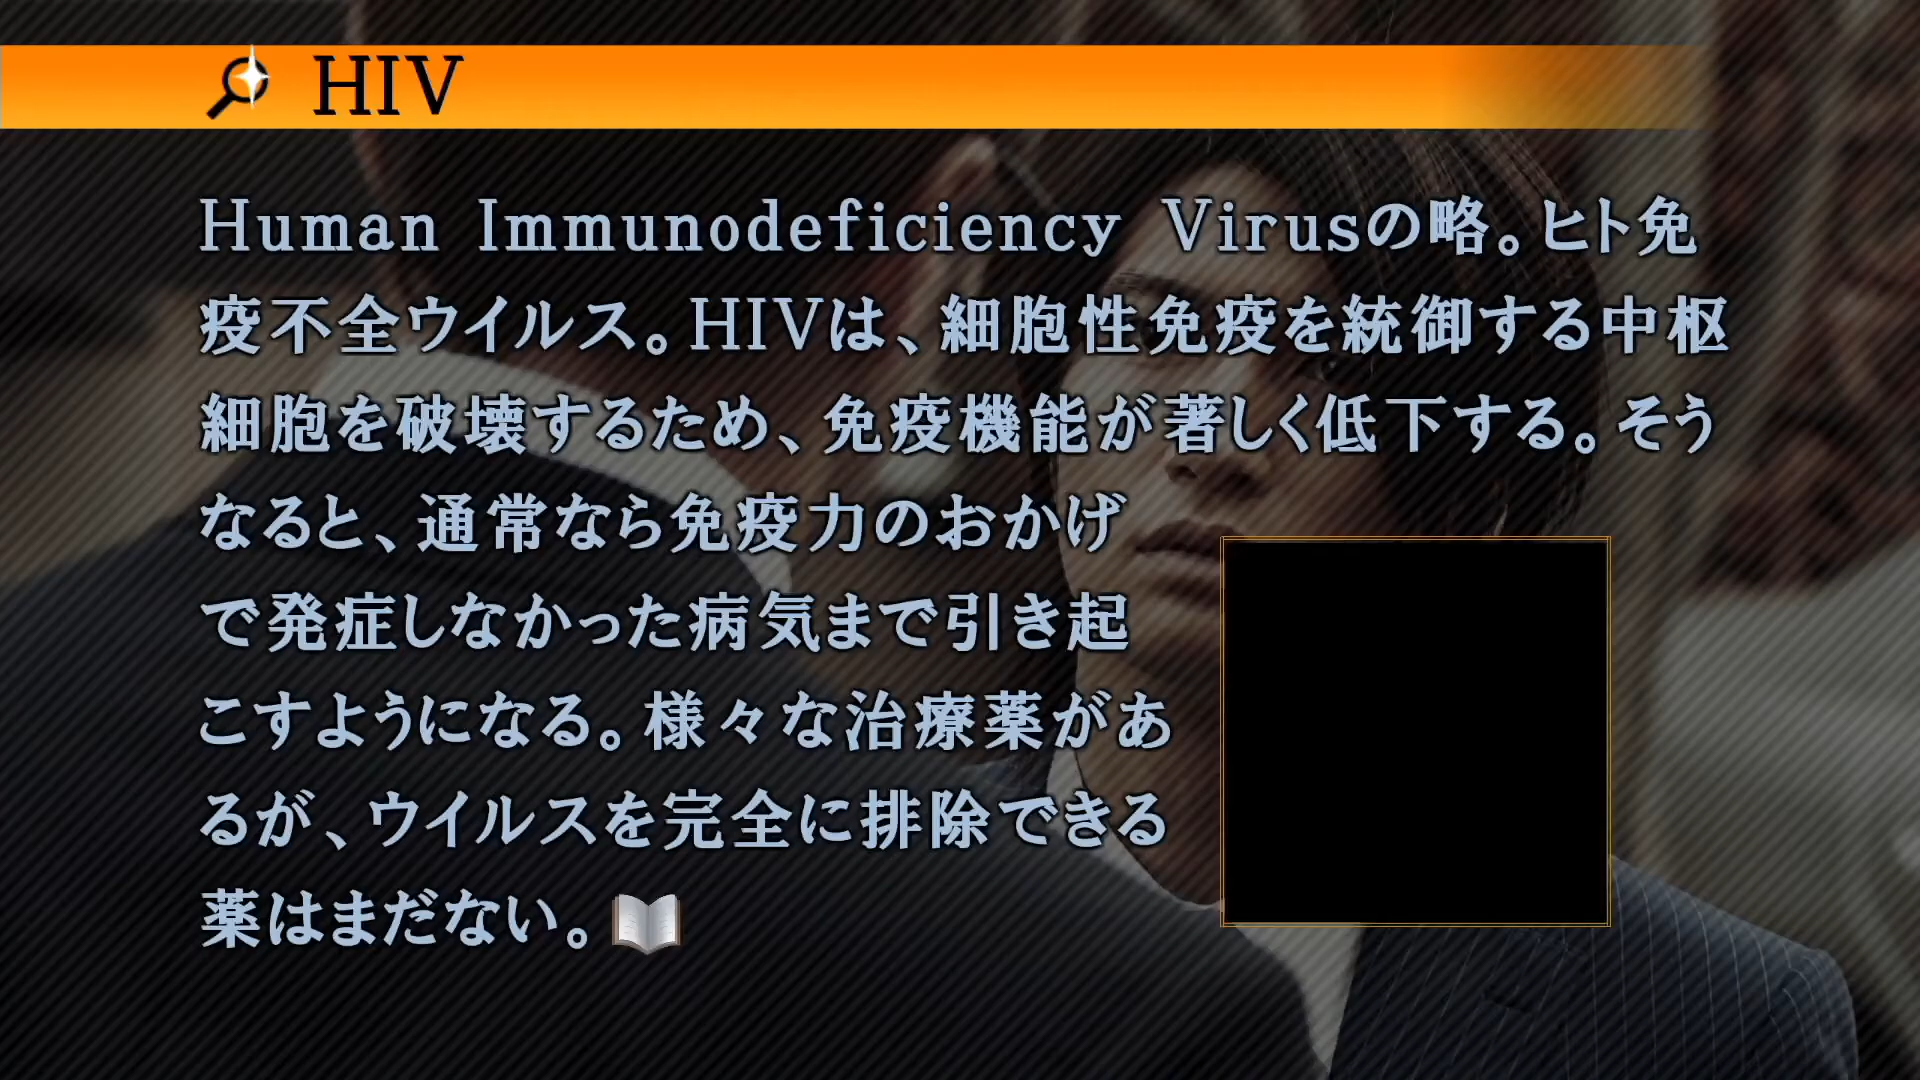 HIV
Human Immunodeficiency Virusの略。ヒト免
疫不全ウイルス。HIVは、細胞性免疫を統御する中枢
細胞を破壊するため、免疫機能が著しく低下する。そう
なると、通常なら免疫力のおかげ
で発症しなかった病気まで引き起
こすようになる。様々な治療薬があ
るが、ウイルスを完全に排除できる
薬はまだない。